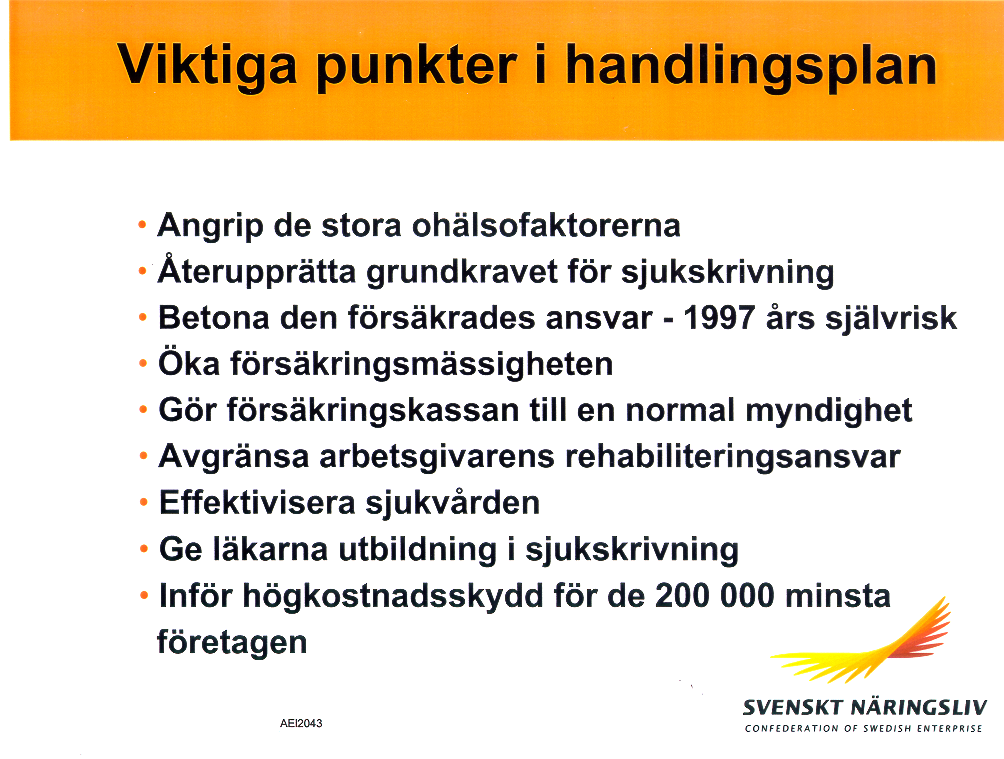 Viktiga punkter i handlingsplan
• Angrip de stora ohälsofaktorerna
• Återupprätta grundkravet för sjukskrivning
• Betona den försäkrades ansvar - 1997 års självrisk
• Öka försäkringsmässigheten
• Gör försäkringskassan till en normal myndighet
• Avgränsa arbetsgivarens rehabiliteringsansvar
• Effektivisera sjukvården
• Ge läkarna utbildning i sjukskrivning
• Inför högkostnadsskydd för de 200 000 minsta
företagen
AEI2043
SVENSKT NÄRINGSLIV
CONFEDERATION OF SWEDISH ENTERPRISE